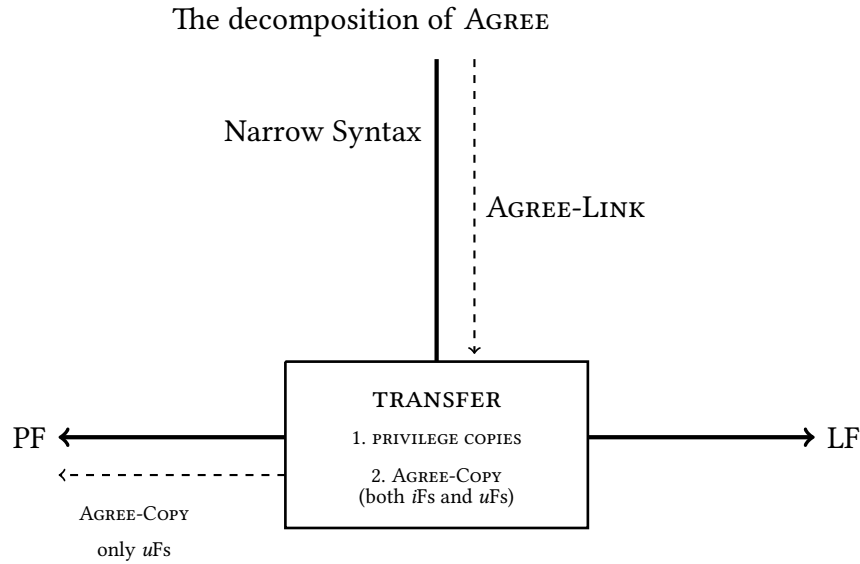 The decomposition of AGREE
Narrow Syntax
AGREE-LINK
TRANSFER
PF
1. PRIVILEGE COPIES
LF
2. AGREE-COPY
(both iFs and uFs)
AGREE-COPY
only uFs